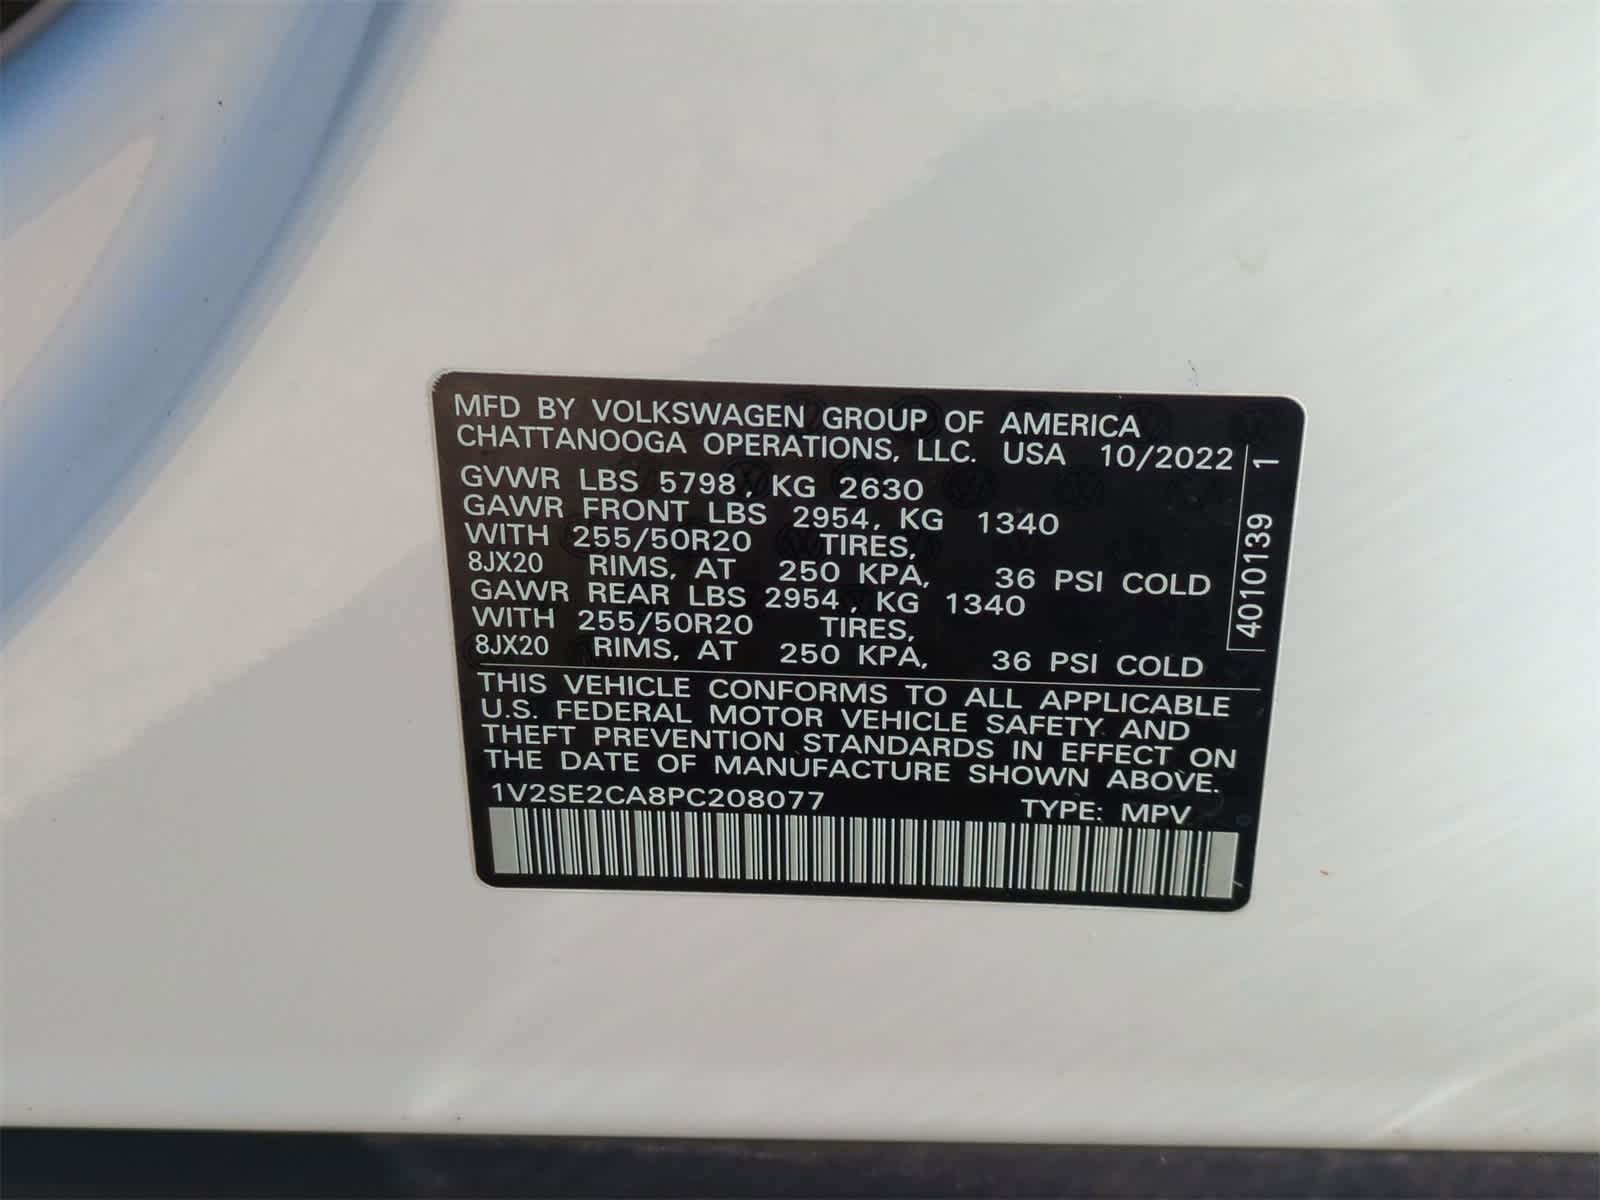 MFD BY VOLKSWAGEN GROUP OF AMERICA
CHATTANOOGA OPERATIONS, LLC. USA 10/2022
GVWR LBS 5798, KG 2630
GAWR FRONT LBS 2954, KG 1340
WITH 255/50R20 TIRES,
8JX20 RIMS, AT 250 KPA, 36 PSI COLD
GAWR REAR LBS 2954, KG 1340
WITH 255/50R20 TIRES,
8JX20 RIMS, AT 250 KPA, 36 PSI COLD
THIS VEHICLE CONFORMS TO ALL APPLICABLE
U.S. FEDERAL MOTOR VEHICLE SAFETY AND
THEFT PREVENTION STANDARDS IN EFFECT ON
THE DATE OF MANUFACTURE SHOWN ABOVE.
1V2SE2CA8PC208077 TYPE: MPV
4010139 1